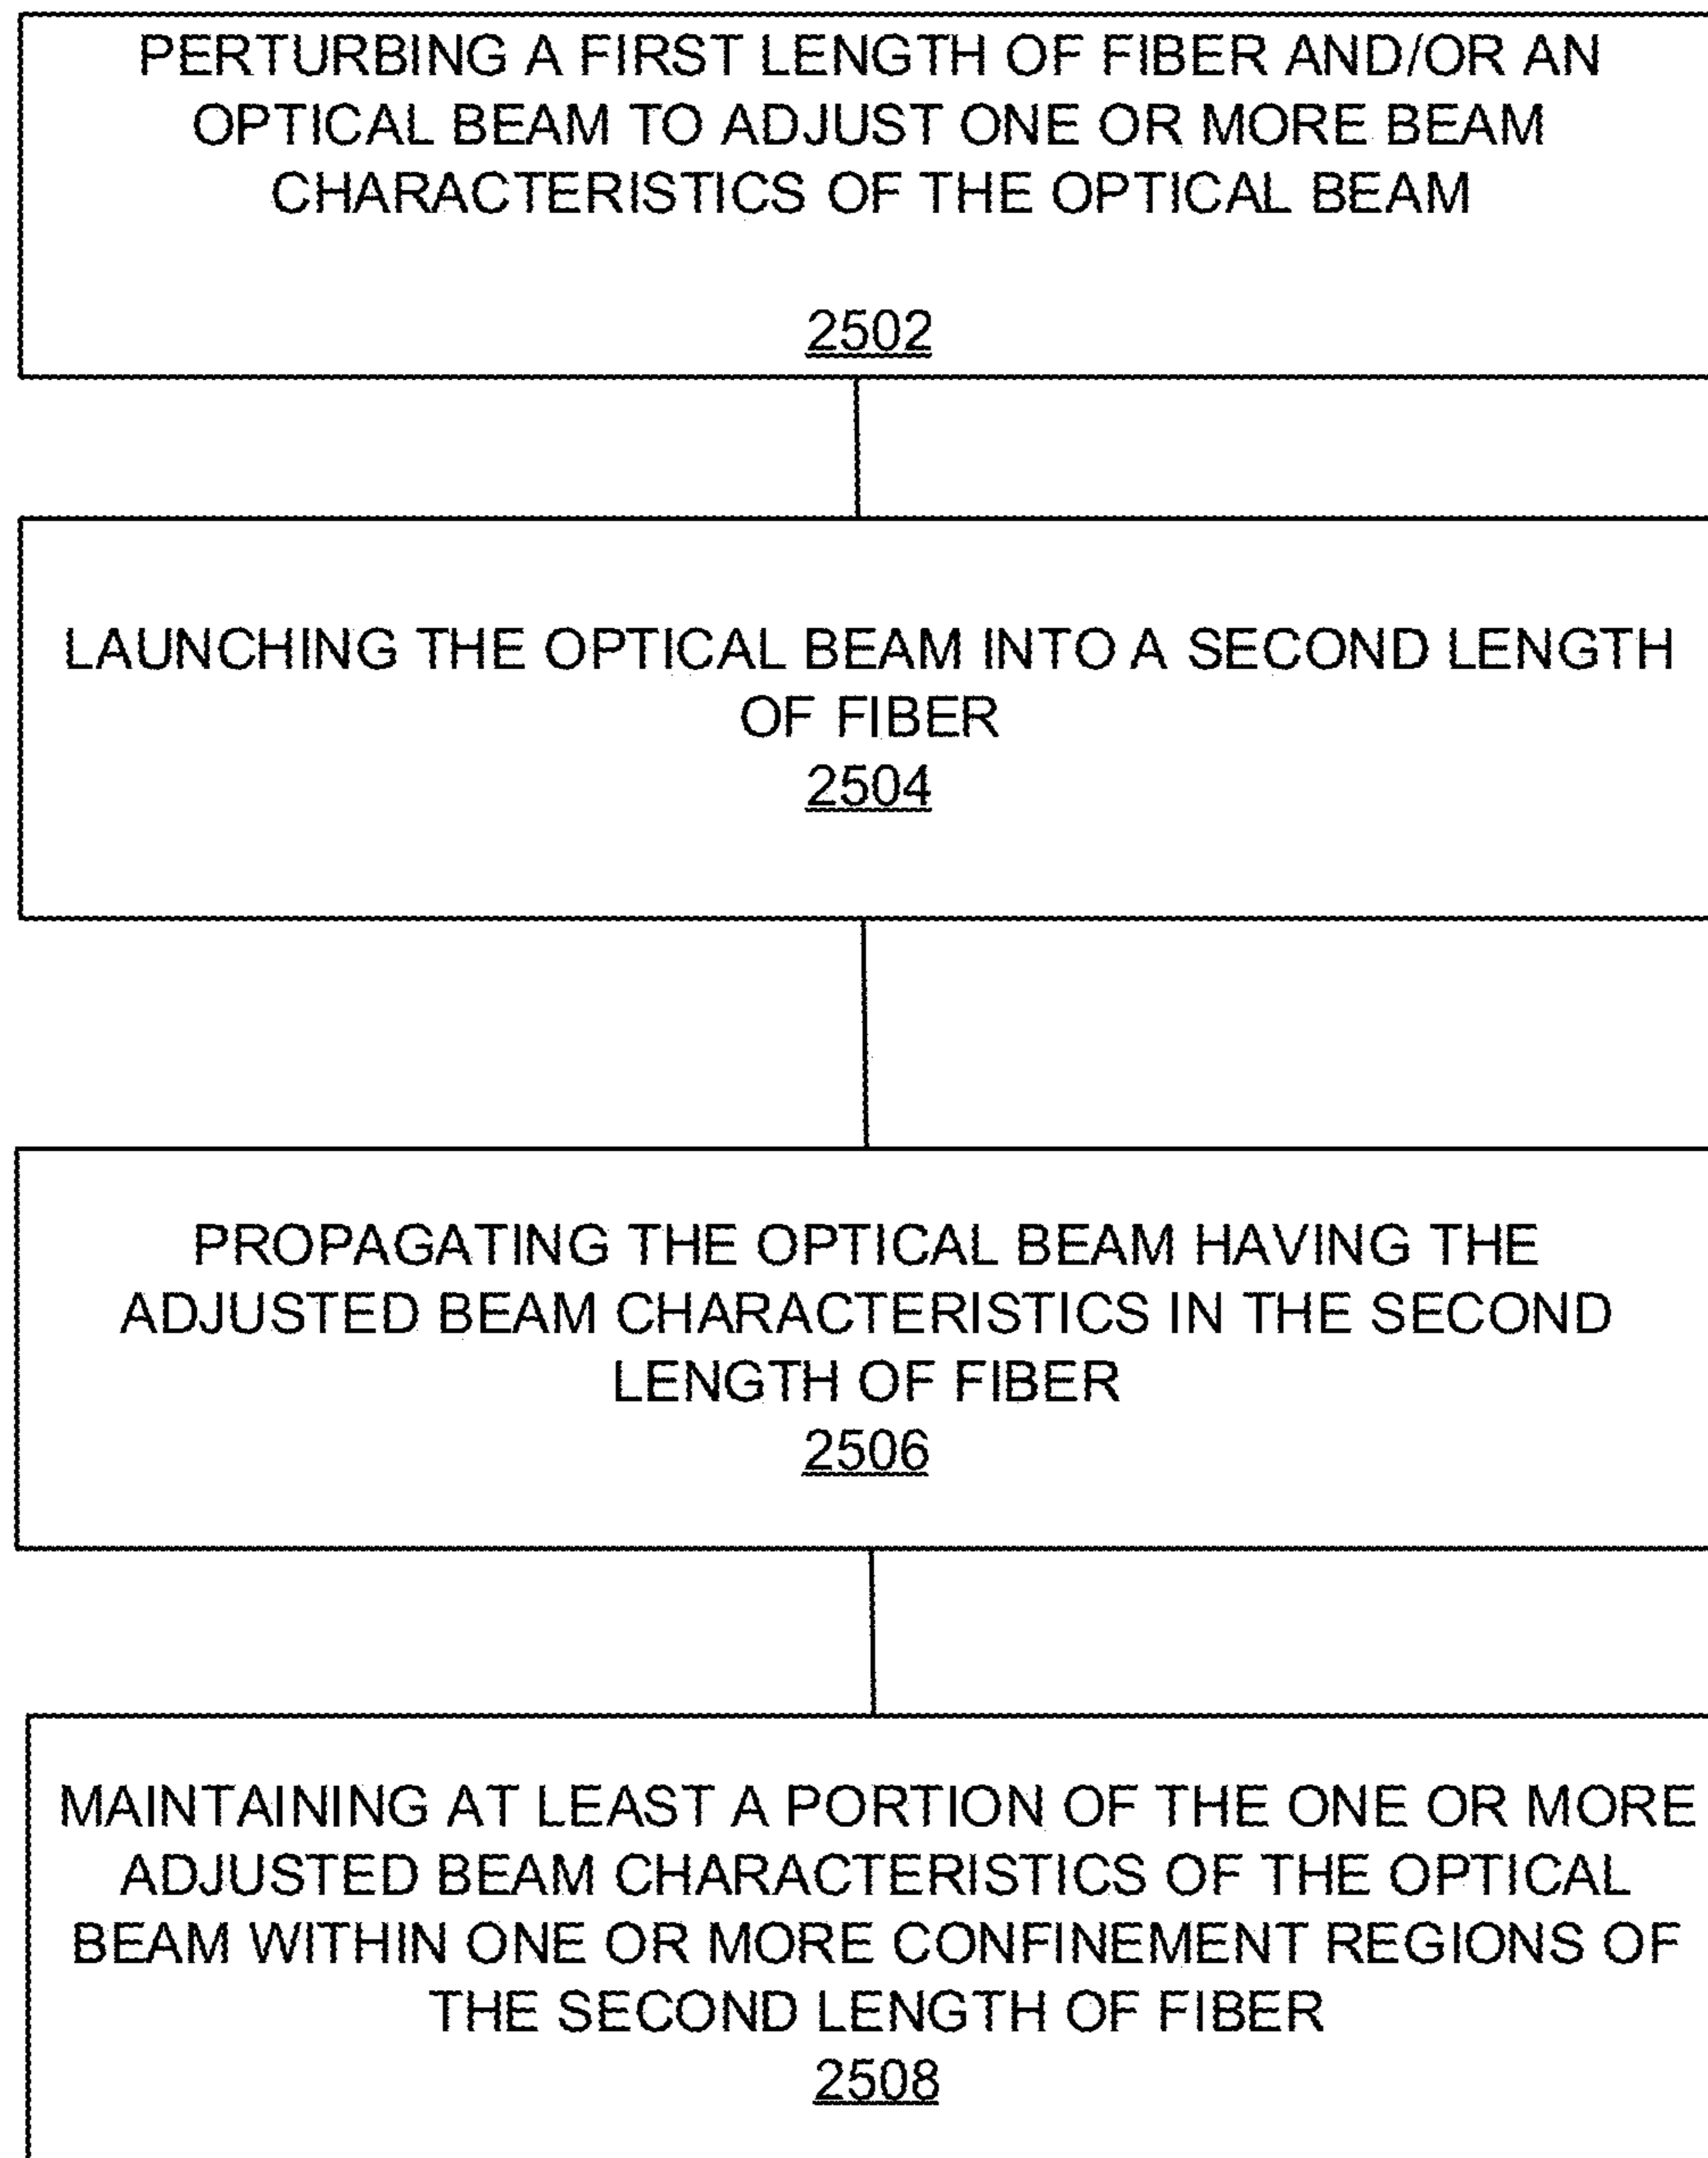 PERTURBING A FIRST LENGTH OF FIBER AND/OR AN
OPTICAL BEAM TO ADJUST ONE OR MORE BEAM
CHARACTERISTICS OF THE OPTICAL BEAM
2502
LAUNCHING THE OPTICAL BEAM INTO A SECOND LENGTH
OF FIBER
2504
PROPAGATING THE OPTICAL BEAM HAVING THE
ADJUSTED BEAM CHARACTERISTICS IN THE SECOND
LENGTH OF FIBER
2506
MAINTAINING AT LEAST A PORTION OF THE ONE OR MORE
ADJUSTED BEAM CHARACTERISTICS OF THE OPTICAL
BEAM WITHIN ONE OR MORE CONFINEMENT REGIONS OF
THE SECOND LENGTH OF FIBER
2508